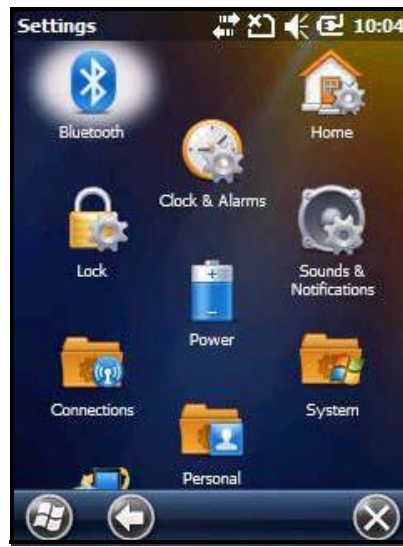 Settings 10:04
Bluetooth
Home
Clock & Alarms
Lock
Sounds &
Notifications
Power
Connections
System
Personal